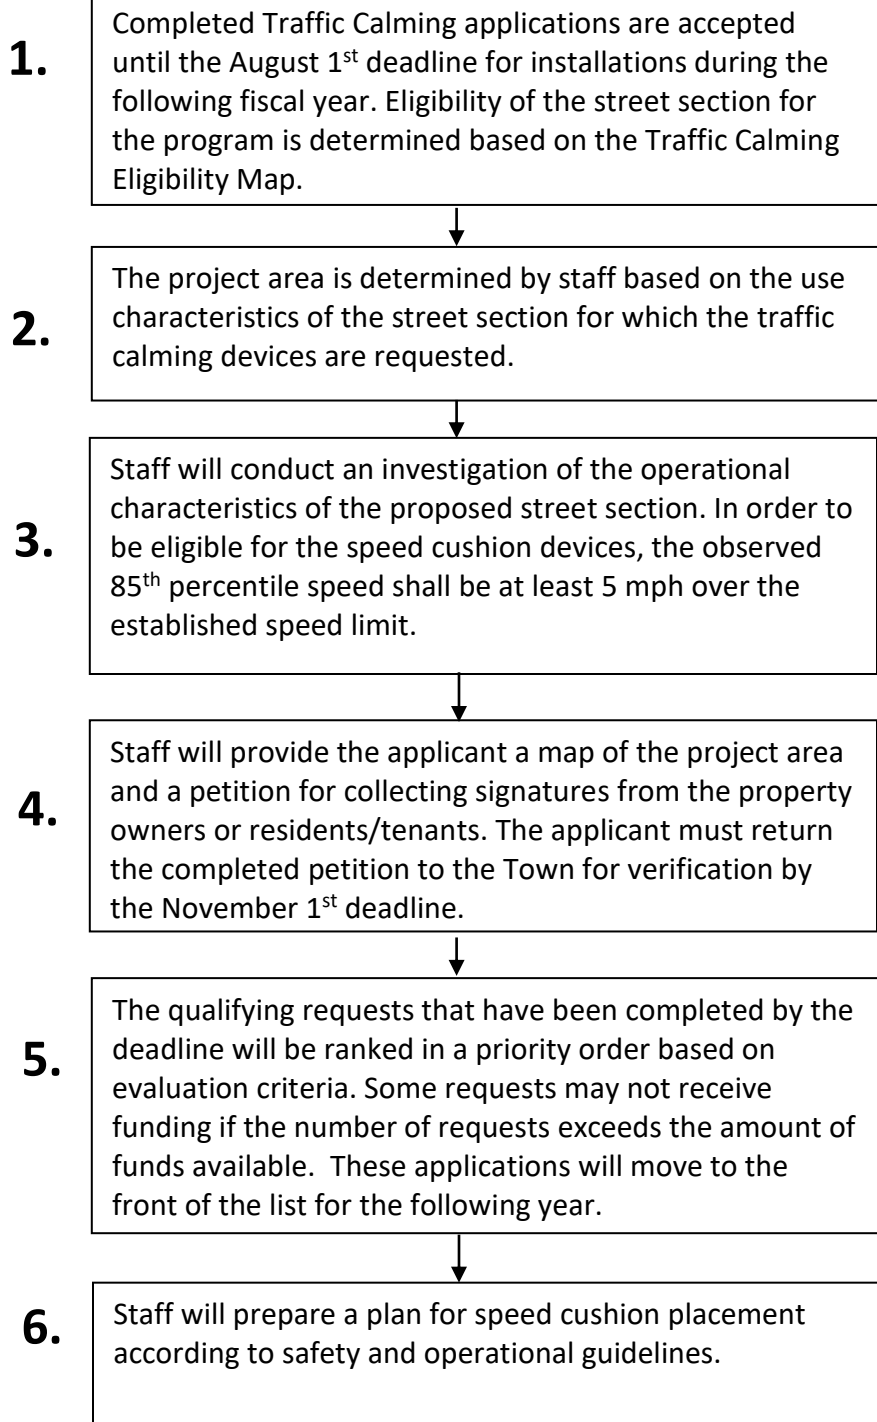 1.
Completed Traffic Calming applications are accepted
until the August 1st deadline for installations during the
following fiscal year. Eligibility of the street section for
the program is determined based on the Traffic Calming
Eligibility Map.
2.
The project area is determined by staff based on the use
characteristics of the street section for which the traffic
calming devices are requested.
3.
Staff will conduct an investigation of the operational
characteristics of the proposed street section. In order to
be eligible for the speed cushion devices, the observed
85th percentile speed shall be at least 5 mph over the
established speed limit.
4.
Staff will provide the applicant a map of the project area
and a petition for collecting signatures from the property
owners or residents/tenants. The applicant must return
the completed petition to the Town for verification by
the November 1st deadline.
5.
The qualifying requests that have been completed by the
deadline will be ranked in a priority order based on
evaluation criteria. Some requests may not receive
funding if the number of requests exceeds the amount of
funds available.  These applications will move to the
front of the list for the following year.
6.
Staff will prepare a plan for speed cushion placement
according to safety and operational guidelines.